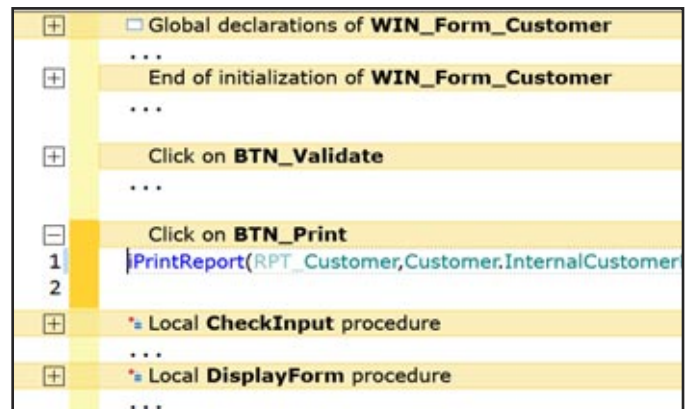 Global declarations of WIN_Form_Customer
...
End of initialization of WIN_Form_Customer
...
Click on BTN_Validate
...
Click on BTN_Print
1 iPrintReport(RPT_Customer,Customer.InternalCustomer
2
Local CheckInput procedure
...
Local DisplayForm procedure
...